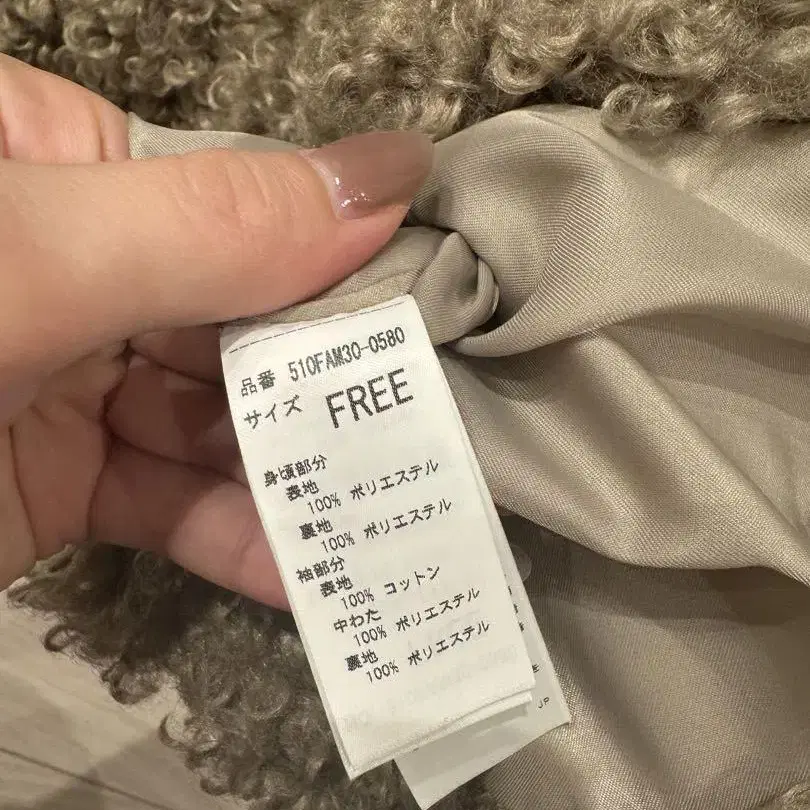 品番 510FAM30-0580
サイズ FREE
身頃部分
表地
100% ポリエステル
裏地
100% ポリエステル
袖部分
表地
100% コットン
中わた
100% ポリエステル
裏地
100% ポリエステル
JP